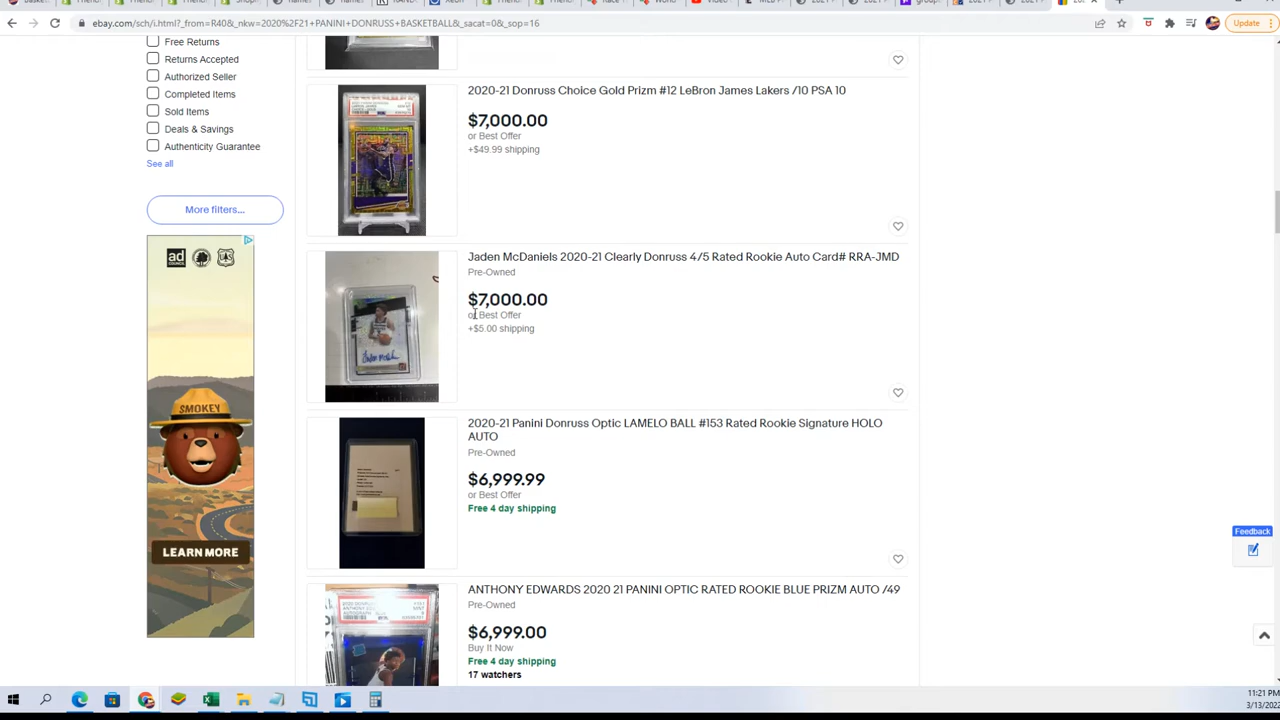 ebay.com/sch/i.html?_from=R40&_nkw=2020%2F21+PANINI+DONRUSS+BASKETBALL&_sacat=0&_sop=16
Update
Free Returns
Returns Accepted
Authorized Seller
Completed Items
Sold Items
Deals & Savings
Authenticity Guarantee
See all
More filters...
ad
COUNCIL
SMOKEY
LEARN MORE
2020-21 Donruss Choice Gold Prizm #12 LeBron James Lakers /10 PSA 10
$7,000.00
or Best Offer
+$49.99 shipping
Jaden McDaniels 2020-21 Clearly Donruss 4/5 Rated Rookie Auto Card# RRA-JMD
Pre-Owned
$7,000.00
or Best Offer
+$5.00 shipping
2020-21 Panini Donruss Optic LAMELO BALL #153 Rated Rookie Signature HOLO
AUTO
Pre-Owned
$6,999.99
or Best Offer
Free 4 day shipping
ANTHONY EDWARDS 2020 21 PANINI OPTIC RATED ROOKIE BLUE PRIZM AUTO /49
Pre-Owned
$6,999.00
Buy It Now
Free 4 day shipping
17 watchers
Feedback
11:21 PM